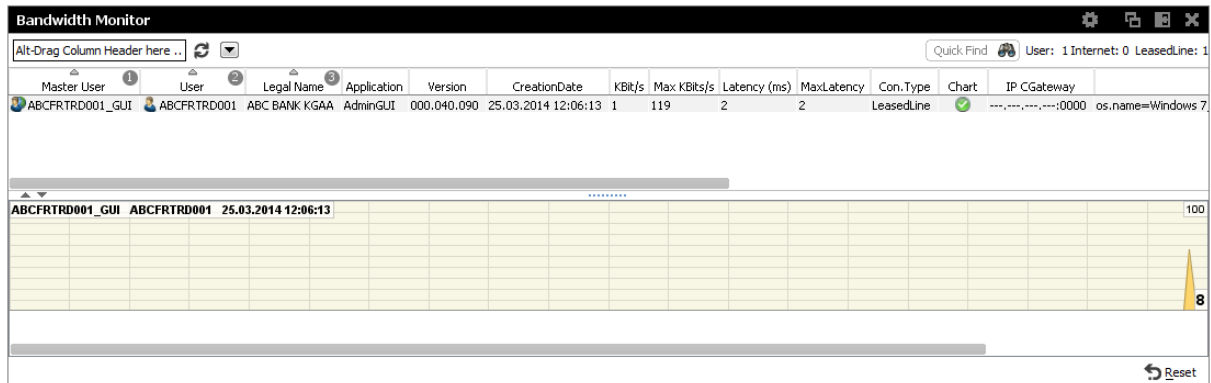 Bandwidth Monitor
Alt-Drag Column Header here .. Quick Find User: 1 Internet: 0 LeasedLine: 1
Master User 1 User 2 Legal Name 3 Application Version CreationDate KBit/s Max KBits/s Latency (ms) MaxLatency Con.Type Chart IP CGateway
ABCFRTRD001_GUI ABCFRTRD001 ABC BANK KGAA AdminGUI 000.040.090 25.03.2014 12:06:13 1 119 2 2 LeasedLine ---.---.---.---:0000 os.name=Windows 7_
ABCFRTRD001_GUI ABCFRTRD001 25.03.2014 12:06:13 100
8
Reset